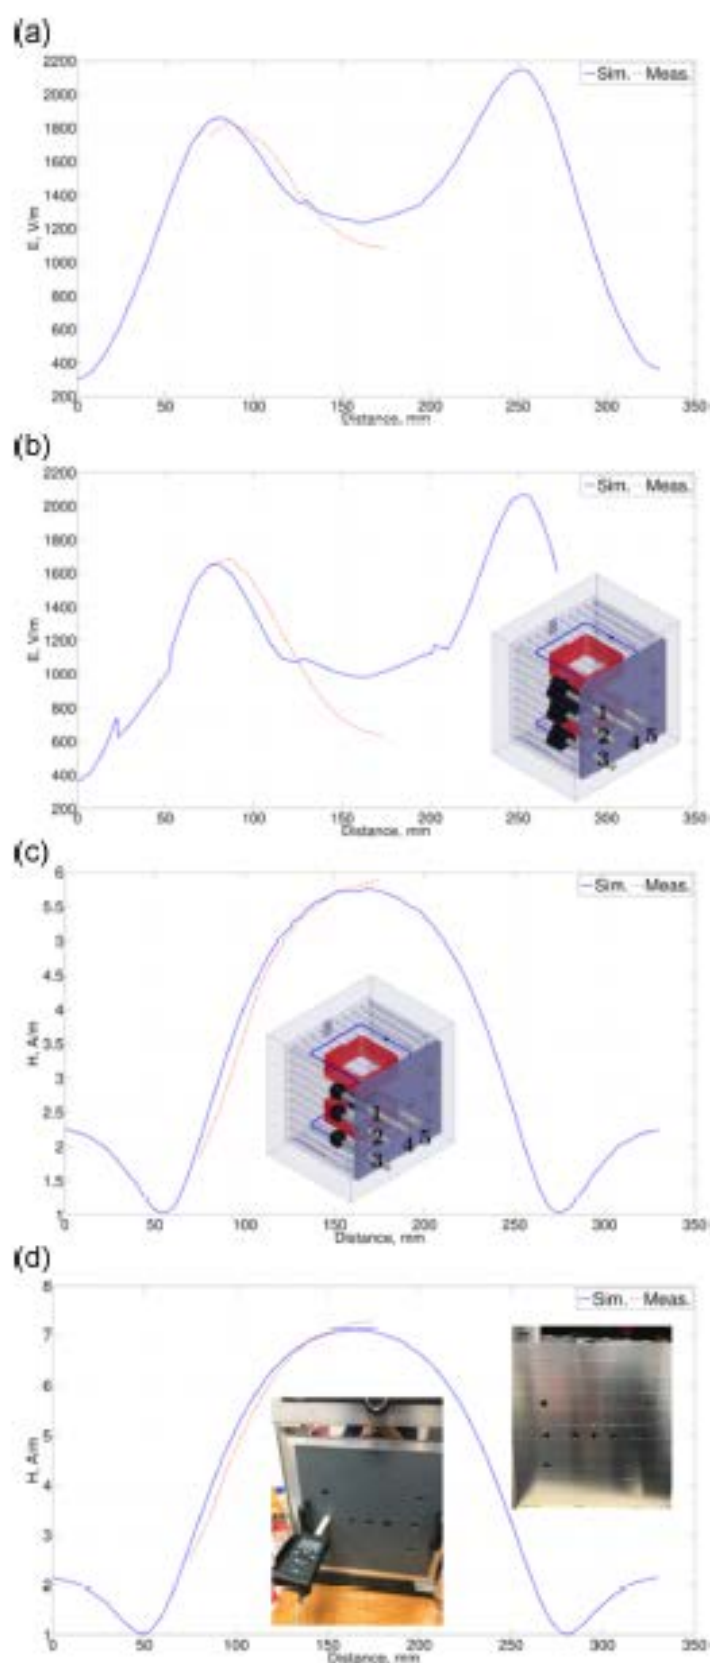 (a)
2200
2000
1800
1600
1400
1200
1000
800
600
400
200
E, V/m
Sim. Meas.
0 50 100 150 200 250 300 350
Distance, mm
(b)
2200
2000
1800
1600
1400
1200
1000
800
600
400
200
E, V/m
Sim. Meas.
1
2
3 4 5
0 50 100 150 200 250 300 350
Distance, mm
(c)
6
5.5
5
4.5
4
3.5
3
2.5
2
1.5
1
H, A/m
Sim. Meas.
1
2
3 4 5
0 50 100 150 200 250 300 350
Distance, mm
(d)
8
7
6
5
4
3
2
1
H, A/m
Sim. Meas.
0 50 100 150 200 250 300 350
Distance, mm